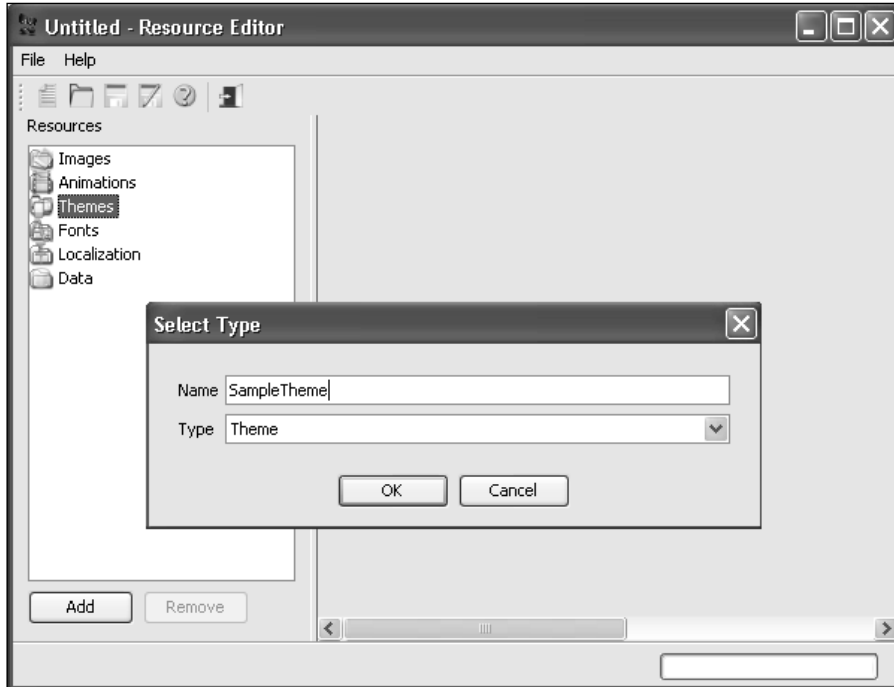 Untitled - Resource Editor
File Help
Resources
Images
Animations
Themes
Fonts
Localization
Data
Select Type
Name SampleTheme
Type Theme
OK Cancel
Add Remove